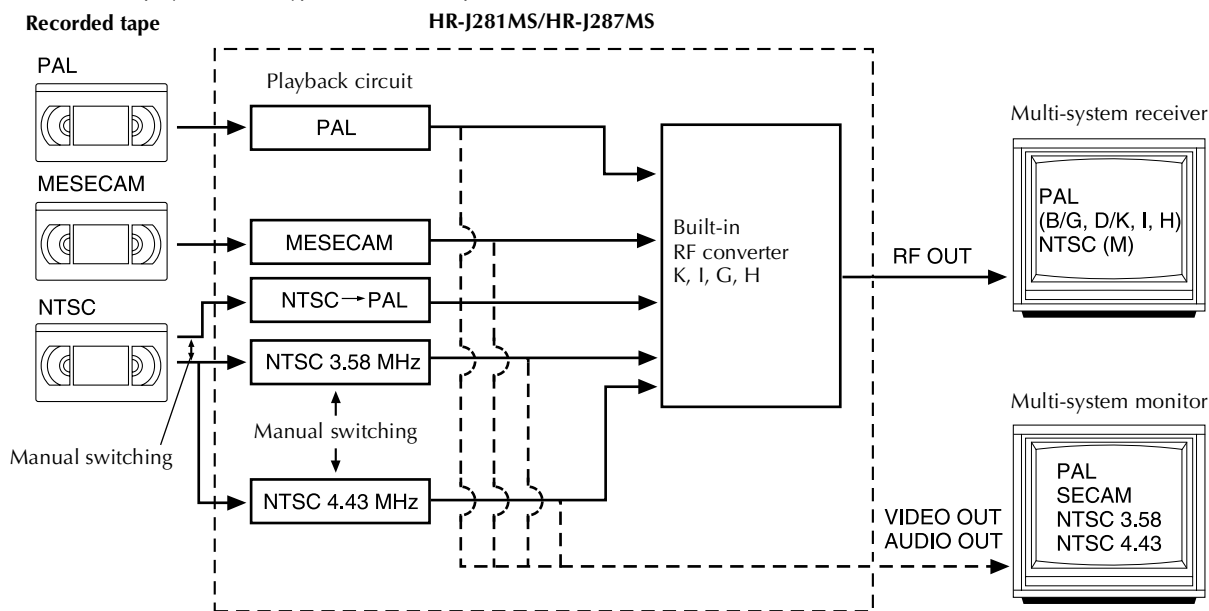 Recorded tape
HR-J281MS/HR-J287MS
PAL
MESECAM
NTSC
Manual switching
Playback circuit
PAL
MESECAM
NTSC→PAL
NTSC 3.58 MHz
Manual switching
NTSC 4.43 MHz
Built-in
RF converter
K, I, G, H
RF OUT
VIDEO OUT
AUDIO OUT
Multi-system receiver
PAL
(B/G, D/K, I, H)
NTSC (M)
Multi-system monitor
PAL
SECAM
NTSC 3.58
NTSC 4.43